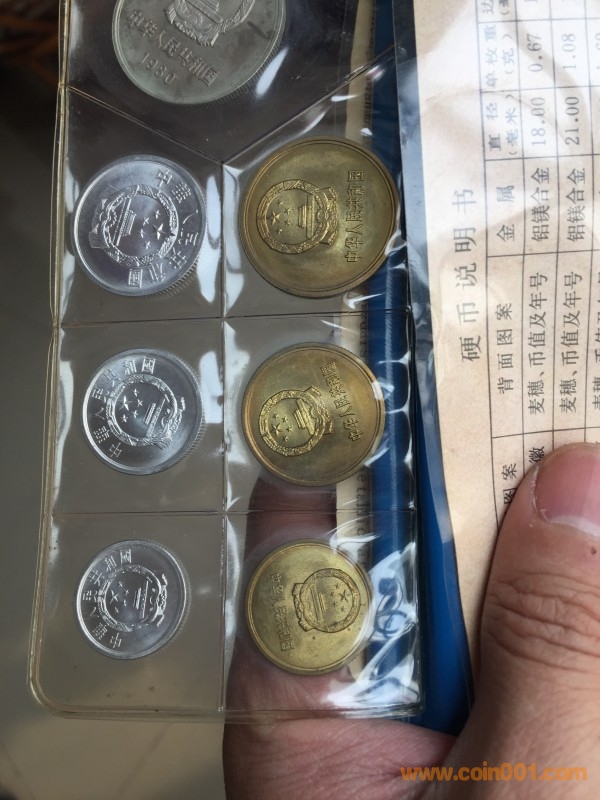 中华人民共和国
1980
中华人民共和国
中华人民共和国
中华人民共和国
中华人民共和国
中华人民共和国
中华人民共和国
硬币说明书
图案
背面图案
金属
直径
(毫米)
单枚重
(克)
边
徽
麦穗、币值及年号
铝镁合金
18.00
0.67
麦穗、币值及年号
铝镁合金
21.00
1.08
www.coin001.com